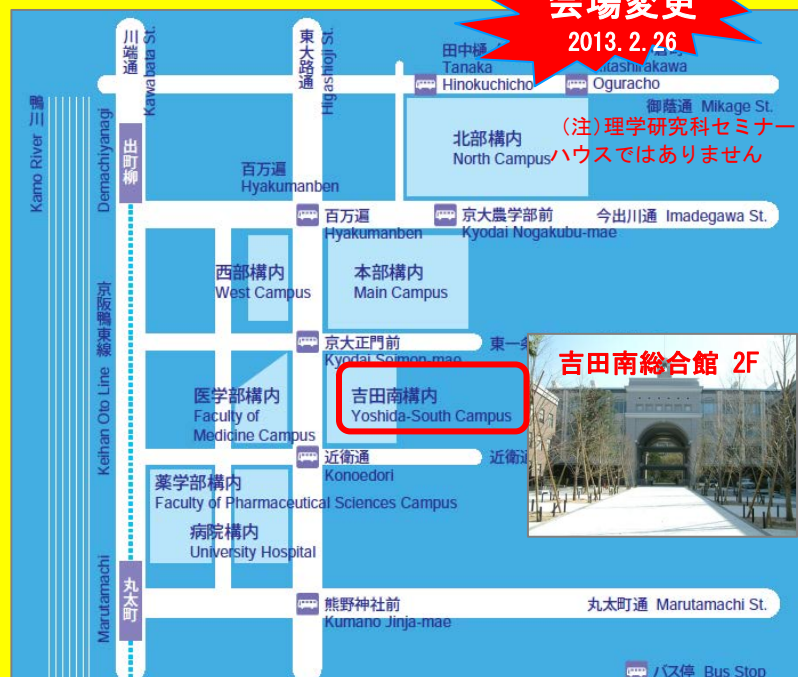 会場変更
2013.2.26
川端通
Kawabata St.
東大路通
Higashioji St.
田中樋
Tanaka
Hinokuchicho
Kitashirakawa
Oguracho
御蔭通 Mikage St.
(注)理学研究科セミナー
ハウスではありません
鴨川
Kamo River
出町柳
Demachiyanagi
北部構内
North Campus
百万遍
Hyakumanben
百万遍
Hyakumanben
京大農学部前
Kyodai Nogakubu-mae
今出川通 Imadegawa St.
西部構内
West Campus
本部構内
Main Campus
京阪鴨東線
Keihan Oto Line
京大正門前
Kyodai Seimon-mae
東一条
吉田南総合館 2F
医学部構内
Faculty of
Medicine Campus
吉田南構内
Yoshida-South Campus
近衛通
Konoedori
近衛通
薬学部構内
Faculty of Pharmaceutical Sciences Campus
病院構内
University Hospital
丸太町
Marutamachi
熊野神社前
Kumano Jinja-mae
丸太町通 Marutamachi St.
バス停 Bus Stop